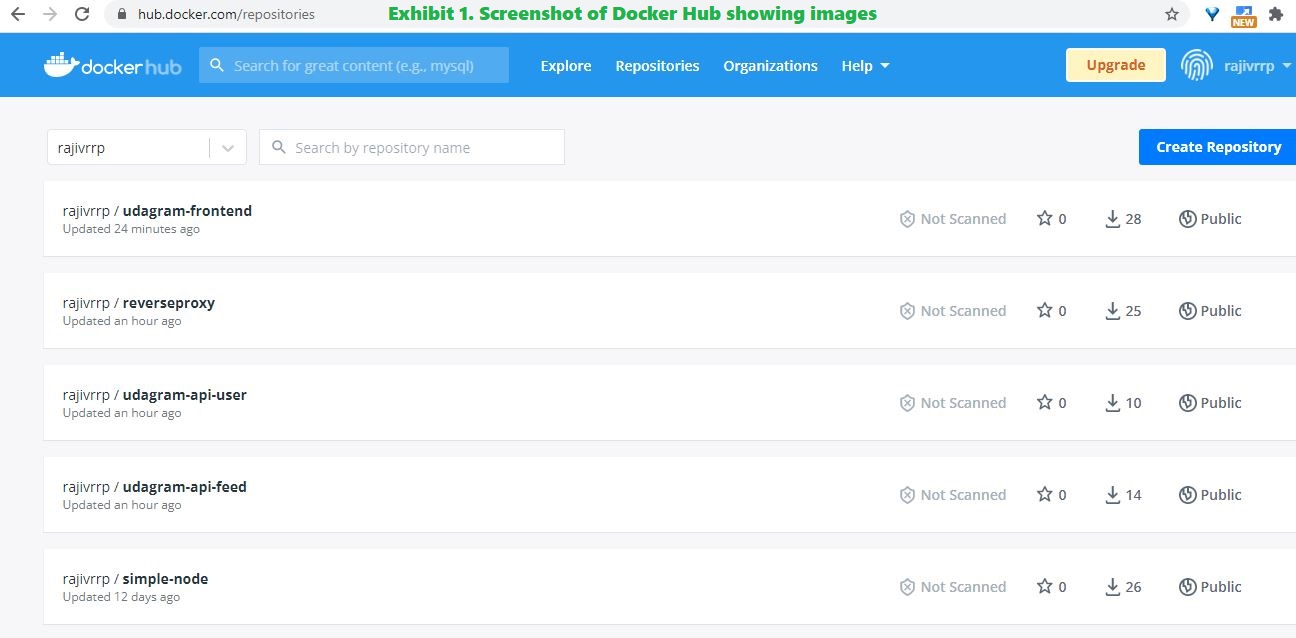 hub.docker.com/repositories Exhibit 1. Screenshot of Docker Hub showing images
NEW
docker hub Search for great content (e.g., mysql) Explore Repositories Organizations Help Upgrade rajivrrp
rajivrrp Search by repository name Create Repository
rajivrrp / udagram-frontend
Updated 24 minutes ago
Not Scanned 0 28 Public
rajivrrp / reverseproxy
Updated an hour ago
Not Scanned 0 25 Public
rajivrrp / udagram-api-user
Updated an hour ago
Not Scanned 0 10 Public
rajivrrp / udagram-api-feed
Updated an hour ago
Not Scanned 0 14 Public
rajivrrp / simple-node
Updated 12 days ago
Not Scanned 0 26 Public